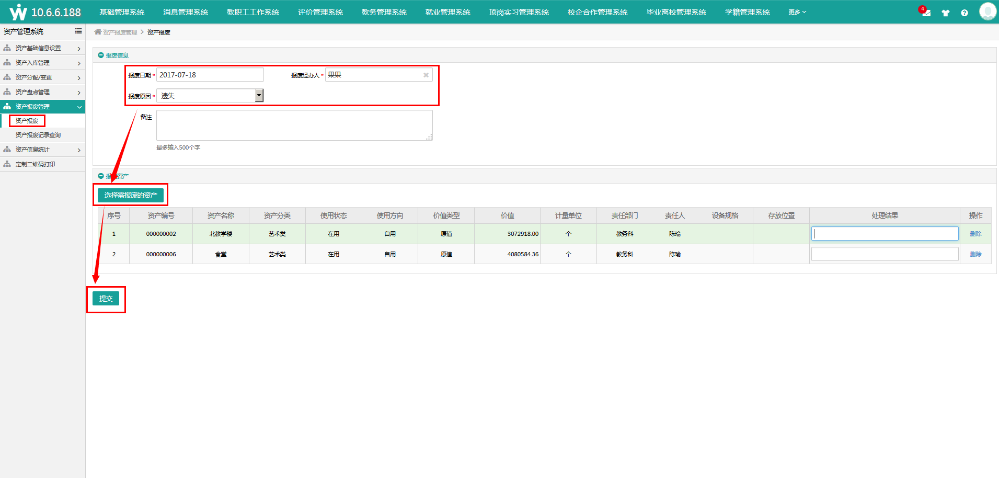 10.6.6.188 基础管理系统 消息管理系统 教职工工作系统 评价管理系统 教务管理系统 就业管理系统 顶岗实习管理系统 校企合作管理系统 毕业离校管理系统 学籍管理系统 更多 4
资产管理系统
资产基础信息设置
资产入库管理
资产分配/变更
资产盘点管理
资产报废管理
资产报废
资产报废记录查询
资产信息统计
定制二维码打印
资产报废管理 > 资产报废
报废信息
报废日期 * 2017-07-18 报废经办人 * 果果
报废原因 * 遗失
备注
最多输入500个字
报废资产
选择需报废的资产
序号 资产编号 资产名称 资产分类 使用状态 使用方向 价值类型 价值 计量单位 责任部门 责任人 设备规格 存放位置 处理结果 操作
1 000000002 北教学楼 艺术类 在用 自用 原值 3072918.00 个 教务科 陈瑜 删除
2 000000006 食堂 艺术类 在用 自用 原值 4080584.36 个 教务科 陈瑜 删除
提交